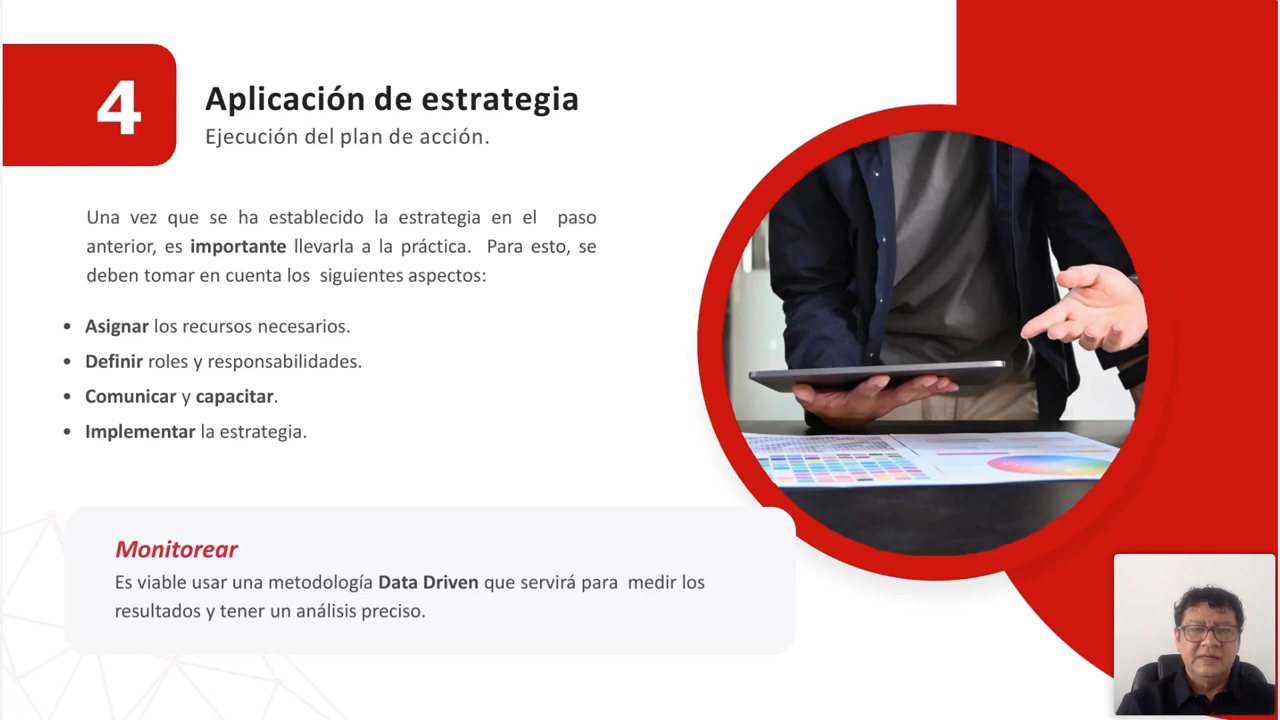 4
Aplicación de estrategia
Ejecución del plan de acción.
Una vez que se ha establecido la estrategia en el paso
anterior, es importante llevarla a la práctica. Para esto, se
deben tomar en cuenta los siguientes aspectos:
• Asignar los recursos necesarios.
• Definir roles y responsabilidades.
• Comunicar y capacitar.
• Implementar la estrategia.
Monitorear
Es viable usar una metodología Data Driven que servirá para medir los
resultados y tener un análisis preciso.